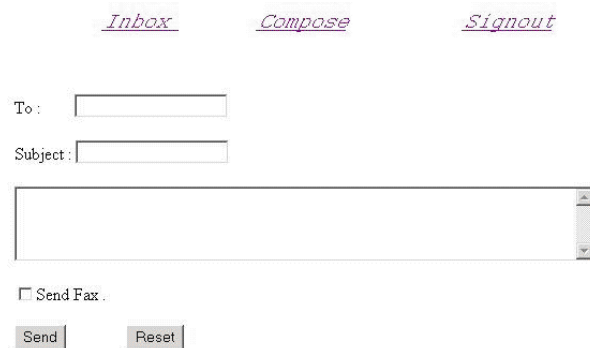 Inbox Compose Signout
To :
Subject :
Send Fax .
Send Reset